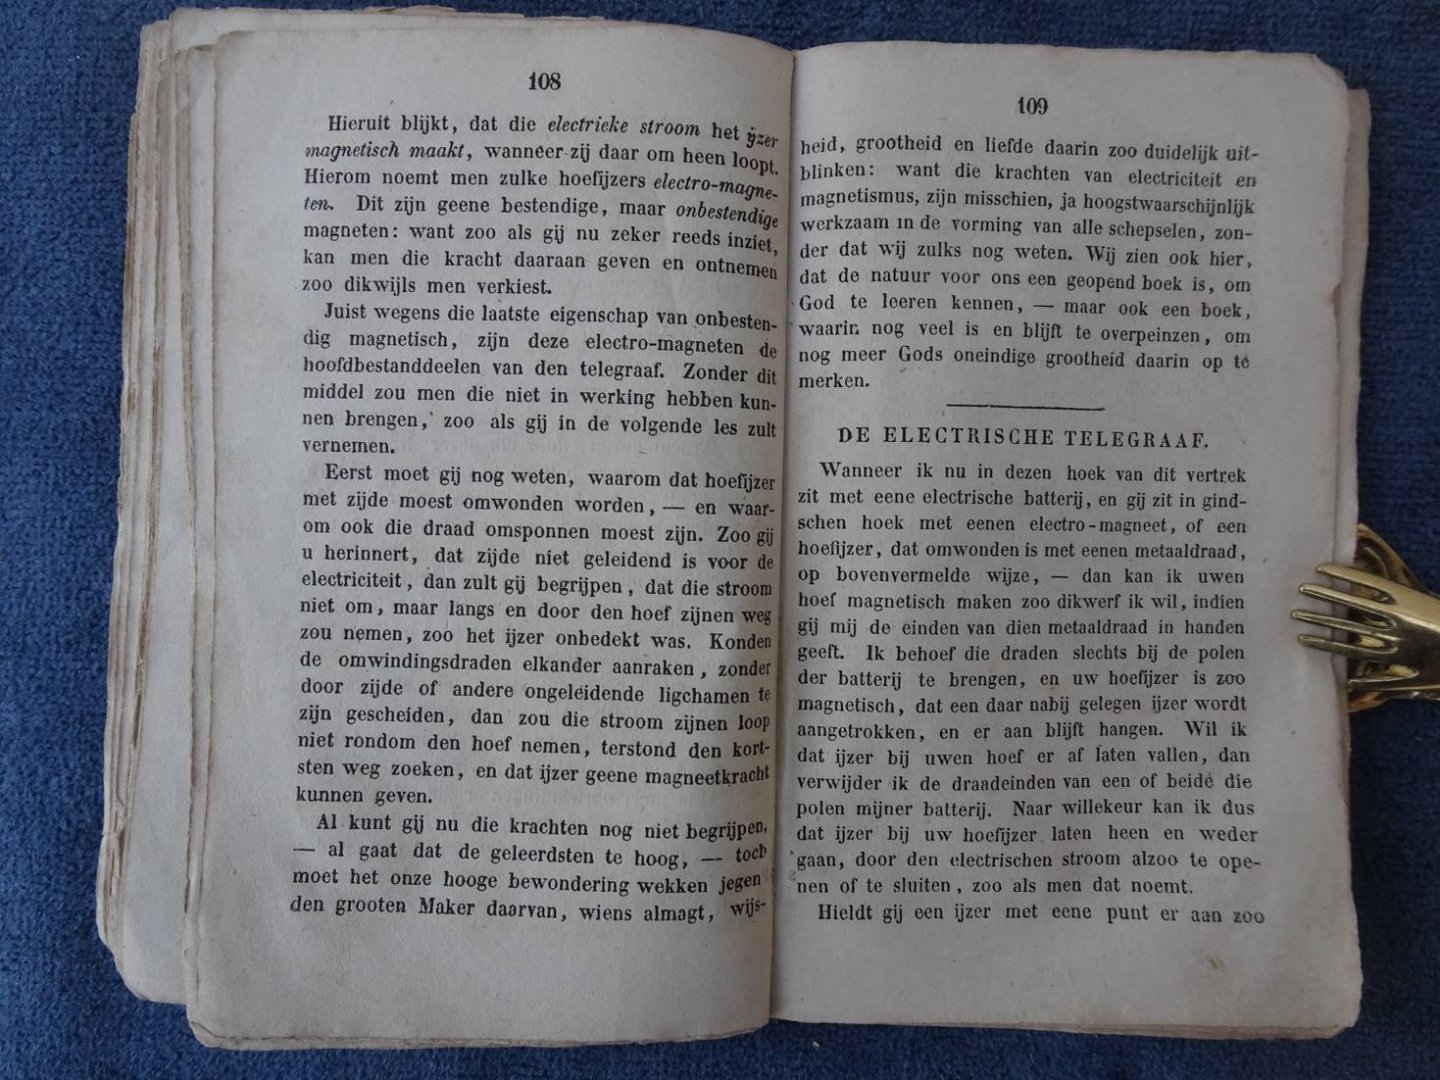 108
Hieruit blijkt, dat die electrieke stroom het ijzer
magnetisch maakt, wanneer zij daar om heen loopt.
Hierom noemt men zulke hoefijzers electro-magne-
ten. Dit zijn geene bestendige, maar onbestendige
magneten: want zoo als gij nu zeker reeds inziet,
kan men die kracht daaraan geven en ontnemen
zoo dikwijls men verkiest.
Juist wegens die laatste eigenschap van onbesten-
dig magnetisch, zijn deze electro-magneten de
hoofdbestanddeelen van den telegraaf. Zonder dit
middel zou men die niet in werking hebben kun-
nen brengen, zoo als gij in de volgende les zult
vernemen.
Eerst moet gij nog weten, waarom dat hoefijzer
met zijde moest omwonden worden, — en waar-
om ook die draad omsponnen moest zijn. Zoo gij
u herinnert, dat zijde niet geleidend is voor de
electriciteit, dan zult gij begrijpen, dat die stroom
niet om, maar langs en door den hoef zijnen weg
zou nemen, zoo het ijzer onbedekt was. Konden
de omwindingsdraden elkander aanraken, zonder
door zijde of andere ongeleidende ligchamen te
zijn gescheiden, dan zou die stroom zijnen loop
niet rondom den hoef nemen, terstond den kort-
sten weg zoeken, en dat ijzer geene magneetkracht
kunnen geven.
Al kunt gij nu die krachten nog niet begrijpen,
— al gaat dat de geleerdsten te hoog, — toch
moet het onze hooge bewondering wekken jegen
den grooten Maker daarvan, wiens almagt, wijs-
109
heid, grootheid en liefde daarin zoo duidelijk uit-
blinken: want die krachten van electriciteit en
magnetismus, zijn misschien, ja hoogstwaarschijnlijk
werkzaam in de vorming van alle schepselen, zon-
der dat wij zulks nog weten. Wij zien ook hier,
dat de natuur voor ons een geopend boek is, om
God te leeren kennen, — maar ook een boek,
waarin nog veel is en blijft te overpeinzen, om
nog meer Gods oneindige grootheid daarin op te
merken.
DE ELECTRISCHE TELEGRAAF.
Wanneer ik nu in dezen hoek van dit vertrek
zit met eene electrische batterij, en gij zit in gind-
schen hoek met eenen electro-magneet, of een
hoefijzer, dat omwonden is met eenen metaaldraad,
op bovenvermelde wijze, — dan kan ik uwen
hoef magnetisch maken zoo dikwerf ik wil, indien
gij mij de einden van dien metaaldraad in handen
geeft. Ik behoef die draden slechts bij de polen
der batterij te brengen, en uw hoefijzer is zoo
magnetisch, dat een daar nabij gelegen ijzer wordt
aangetrokken, en er aan blijft hangen. Wil ik
dat ijzer bij uwen hoef er af laten vallen, dan
verwijder ik de draadeinden van een of beide die
polen mijner batterij. Naar willekeur kan ik dus
dat ijzer bij uw hoefijzer laten heen en weder
gaan, door den electrischen stroom alzoo te ope-
nen of te sluiten, zoo als men dat noemt.
Hieldt gij een ijzer met eene punt er aan zoo